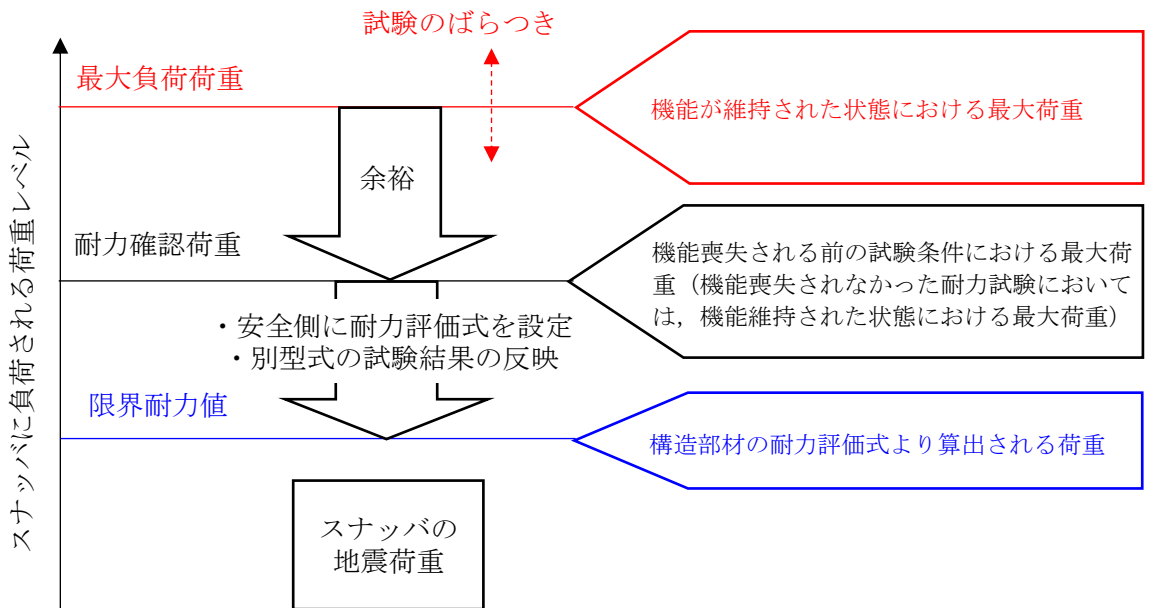 試験のばらつき
最大負荷荷重
機能が維持された状態における最大荷重
余裕
スナッバに負荷される荷重レベル
耐力確認荷重
機能喪失される前の試験条件における最大荷
重（機能喪失されなかった耐力試験において
は，機能維持された状態における最大荷重）
・安全側に耐力評価式を設定
・別型式の試験結果の反映
限界耐力値
構造部材の耐力評価式より算出される荷重
スナッバの
地震荷重